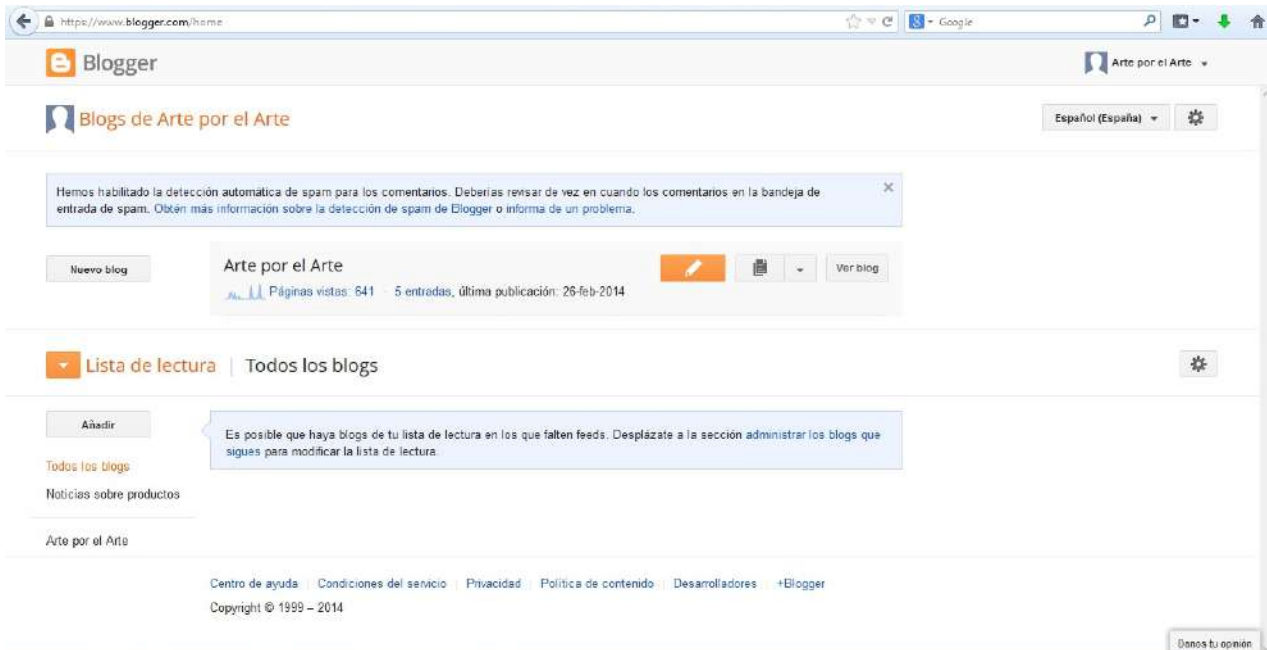 https://www.blogger.com/home
Google
Blogger
Arte por el Arte
Blogs de Arte por el Arte
Español (España)
Hemos habilitado la detección automática de spam para los comentarios. Deberías revisar de vez en cuando los comentarios en la bandeja de
entrada de spam. Obtén más información sobre la detección de spam de Blogger o informa de un problema.
Nuevo blog
Arte por el Arte
Ver blog
Páginas vistas: 641 · 5 entradas, última publicación: 26-feb-2014
Lista de lectura | Todos los blogs
Añadir
Es posible que haya blogs de tu lista de lectura en los que falten feeds. Desplázate a la sección administrar los blogs que
sigues para modificar la lista de lectura.
Todos los blogs
Noticias sobre productos
Arte por el Arte
Centro de ayuda | Condiciones del servicio | Privacidad | Política de contenido | Desarrolladores | +Blogger
Copyright © 1999 – 2014
Danos tu opinión